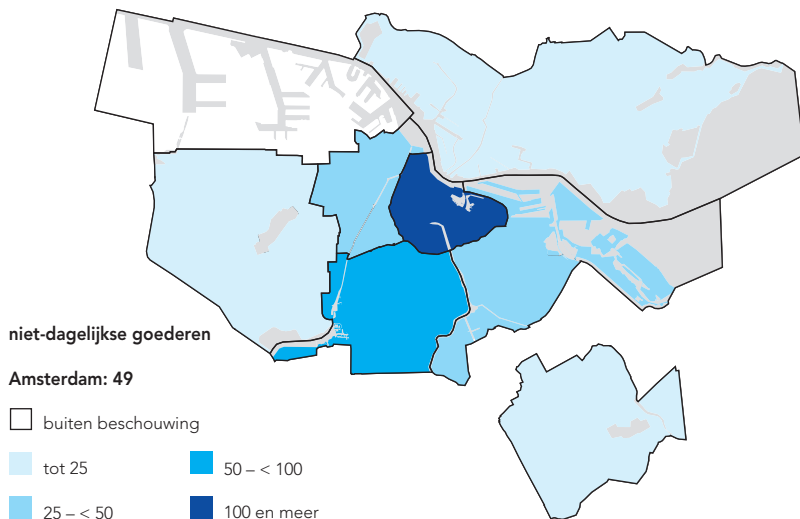 niet-dagelijkse goederen
Amsterdam: 49
buiten beschouwing
tot 25
50 – < 100
25 – < 50
100 en meer